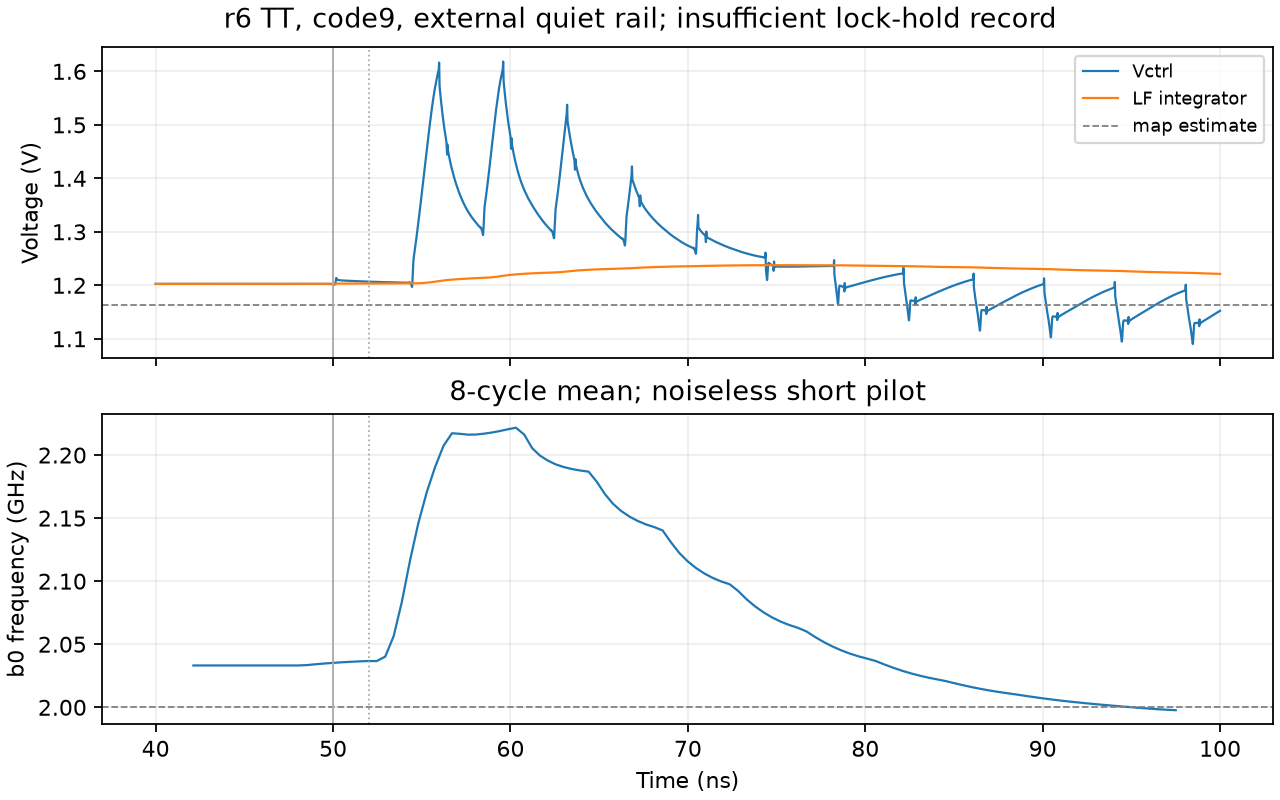 r6 TT, code9, external quiet rail; insufficient lock-hold record
1.6
1.5
1.4
1.3
1.2
1.1
Voltage (V)
Vctrl
LF integrator
map estimate
8-cycle mean; noiseless short pilot
2.20
2.15
2.10
2.05
2.00
b0 frequency (GHz)
40 50 60 70 80 90 100
Time (ns)